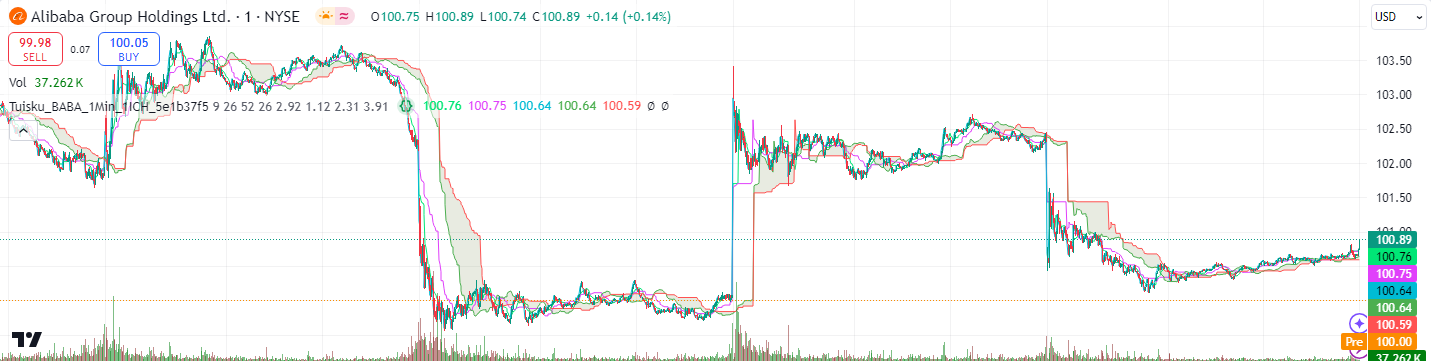 Alibaba Group Holdings Ltd. · 1 · NYSE O100.75 H100.89 L100.74 C100.89 +0.14 (+0.14%) USD
99.98 0.07 100.05
SELL BUY
Vol 37.262 K
Tuisku_BABA_1Min_1ICH_5e1b37f5 9 26 52 26 2.92 1.12 2.31 3.91 100.76 100.75 100.64 100.64 100.59 Ø Ø
103.50
103.00
102.50
102.00
101.50
101.00
100.89
100.76
100.75
100.64
100.64
100.59
Pre 100.00
37.262 K